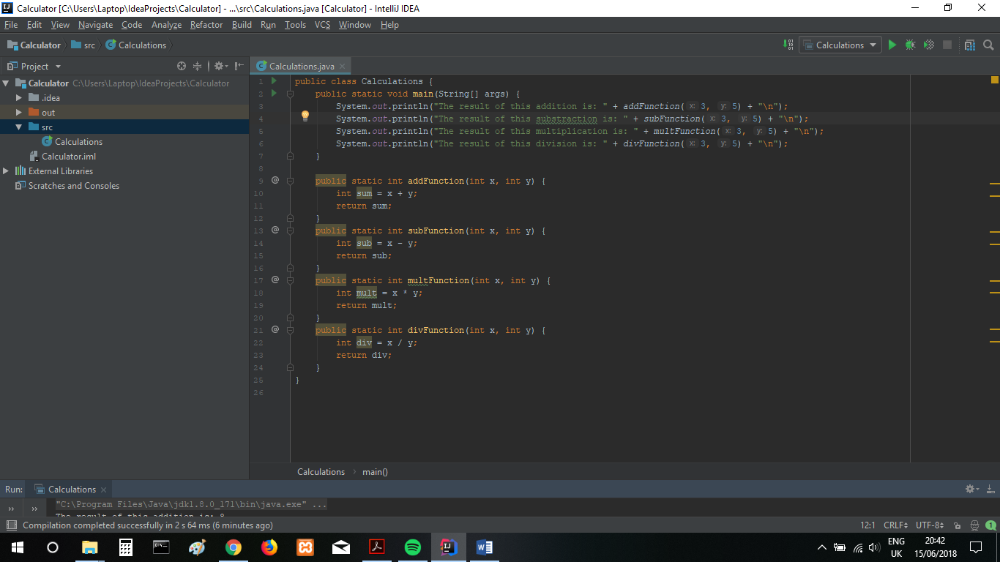 Calculator [C:\Users\Laptop\IdeaProjects\Calculator] - ...\src\Calculations.java [Calculator] - IntelliJ IDEA
File Edit View Navigate Code Analyze Refactor Build Run Tools VCS Window Help
Calculator src Calculations Calculations
Project Calculations.java
Calculator C:\Users\Laptop\IdeaProjects\Calculator
.idea
out
src
Calculations
Calculator.iml
External Libraries
Scratches and Consoles
1 public class Calculations {
2 public static void main(String[] args) {
3 System.out.println("The result of this addition is: " + addFunction( x: 3, y: 5) + "\n");
4 System.out.println("The result of this substraction is: " + subFunction( x: 3, y: 5) + "\n");
5 System.out.println("The result of this multiplication is: " + multFunction( x: 3, y: 5) + "\n");
6 System.out.println("The result of this division is: " + divFunction( x: 3, y: 5) + "\n");
7 }
8
9 @ public static int addFunction(int x, int y) {
10 int sum = x + y;
11 return sum;
12 }
13 @ public static int subFunction(int x, int y) {
14 int sub = x - y;
15 return sub;
16 }
17 @ public static int multFunction(int x, int y) {
18 int mult = x * y;
19 return mult;
20 }
21 @ public static int divFunction(int x, int y) {
22 int div = x / y;
23 return div;
24 }
25 }
26
Calculations main()
Run: Calculations
>> >> "C:\Program Files\Java\jdk1.8.0_171\bin\java.exe" ...
The result of this addition is: 8
Compilation completed successfully in 2 s 64 ms (6 minutes ago) 12:1 CRLF UTF-8 1
ENG 20:42
UK 15/06/2018